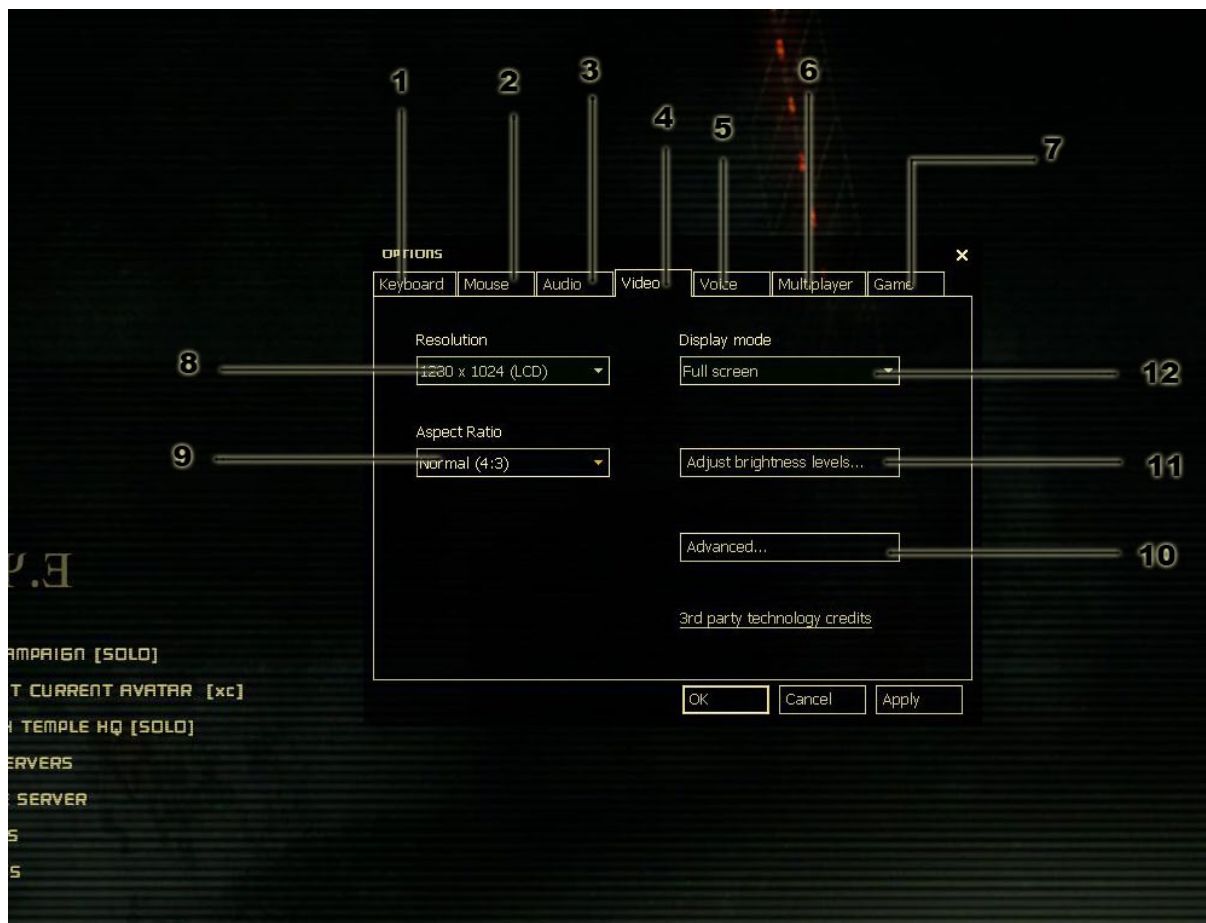 1
2
3
4
5
6
7
OPTIONS
Keyboard
Mouse
Audio
Video
Voice
Multiplayer
Game
Resolution
Display mode
8
1280 x 1024 (LCD)
Full screen
12
Aspect Ratio
9
Normal (4:3)
Adjust brightness levels...
11
Advanced...
10
3rd party technology credits
OK
Cancel
Apply
E.Y
AMPAIGN [SOLO]
T CURRENT AVATAR [xc]
H TEMPLE HQ [SOLO]
ERVERS
E SERVER
S
S